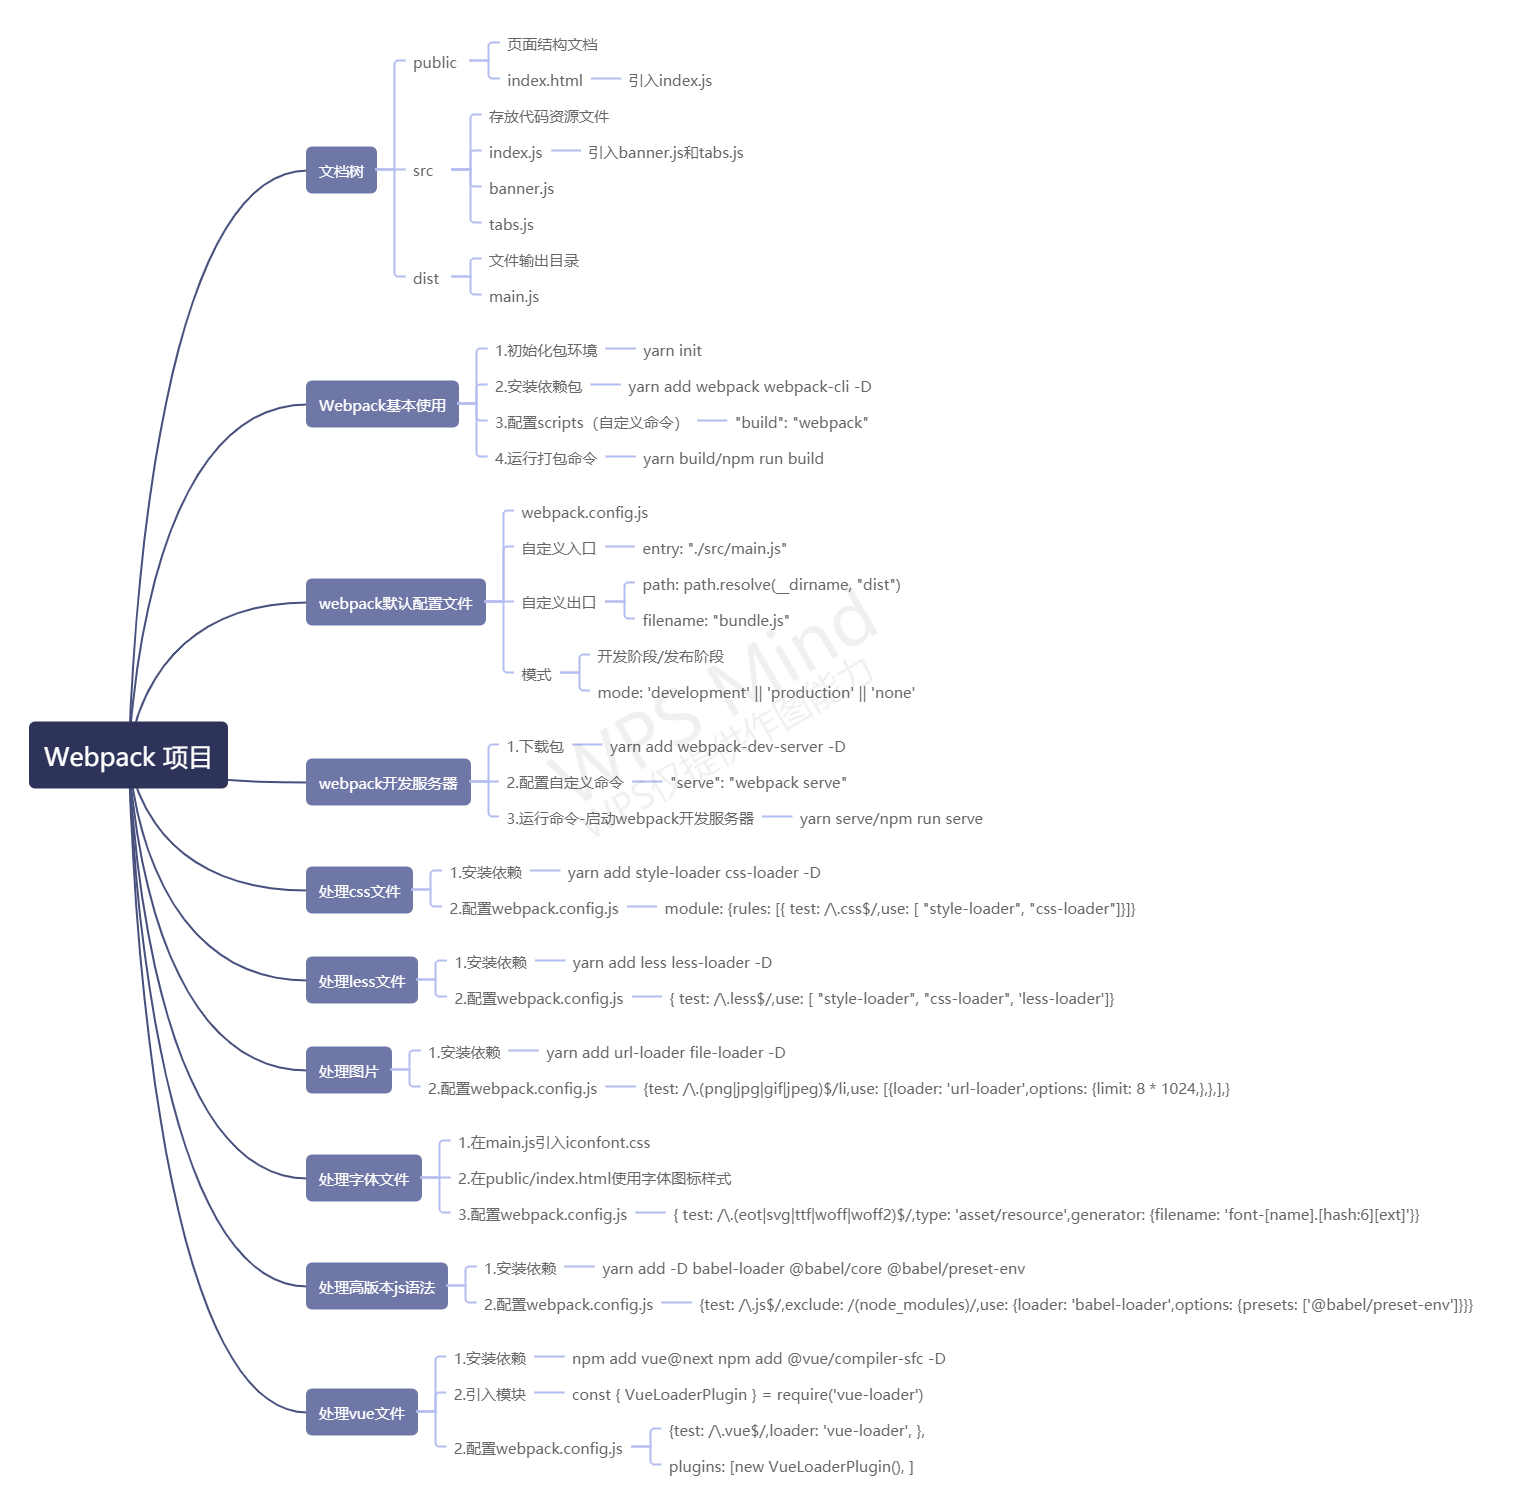 Webpack 项目
文档树
public
页面结构文档
index.html
引入index.js
src
存放代码资源文件
index.js
引入banner.js和tabs.js
banner.js
tabs.js
dist
文件输出目录
main.js
Webpack基本使用
1.初始化包环境
yarn init
2.安装依赖包
yarn add webpack webpack-cli -D
3.配置scripts（自定义命令）
"build": "webpack"
4.运行打包命令
yarn build/npm run build
webpack默认配置文件
webpack.config.js
自定义入口
entry: "./src/main.js"
自定义出口
path: path.resolve(__dirname, "dist")
filename: "bundle.js"
模式
开发阶段/发布阶段
mode: 'development' || 'production' || 'none'
webpack开发服务器
1.下载包
yarn add webpack-dev-server -D
2.配置自定义命令
"serve": "webpack serve"
3.运行命令-启动webpack开发服务器
yarn serve/npm run serve
处理css文件
1.安装依赖
yarn add style-loader css-loader -D
2.配置webpack.config.js
module: {rules: [{ test: /\.css$/,use: [ "style-loader", "css-loader"]}]}
处理less文件
1.安装依赖
yarn add less less-loader -D
2.配置webpack.config.js
{ test: /\.less$/,use: [ "style-loader", "css-loader", 'less-loader']}
处理图片
1.安装依赖
yarn add url-loader file-loader -D
2.配置webpack.config.js
{test: /\.(png|jpg|gif|jpeg)$/li,use: [{loader: 'url-loader',options: {limit: 8 * 1024,},},],}
处理字体文件
1.在main.js引入iconfont.css
2.在public/index.html使用字体图标样式
3.配置webpack.config.js
{ test: /\.(eot|svg|ttf|woff|woff2)$/,type: 'asset/resource',generator: {filename: 'font-[name].[hash:6][ext]'}}
处理高版本js语法
1.安装依赖
yarn add -D babel-loader @babel/core @babel/preset-env
2.配置webpack.config.js
{test: /\.js$/,exclude: /(node_modules)/,use: {loader: 'babel-loader',options: {presets: ['@babel/preset-env']}}}
处理vue文件
1.安装依赖
npm add vue@next npm add @vue/compiler-sfc -D
2.引入模块
const { VueLoaderPlugin } = require('vue-loader')
2.配置webpack.config.js
{test: /\.vue$/,loader: 'vue-loader', },
plugins: [new VueLoaderPlugin(), ]
WPS Mind
WPS仅提供作图能力